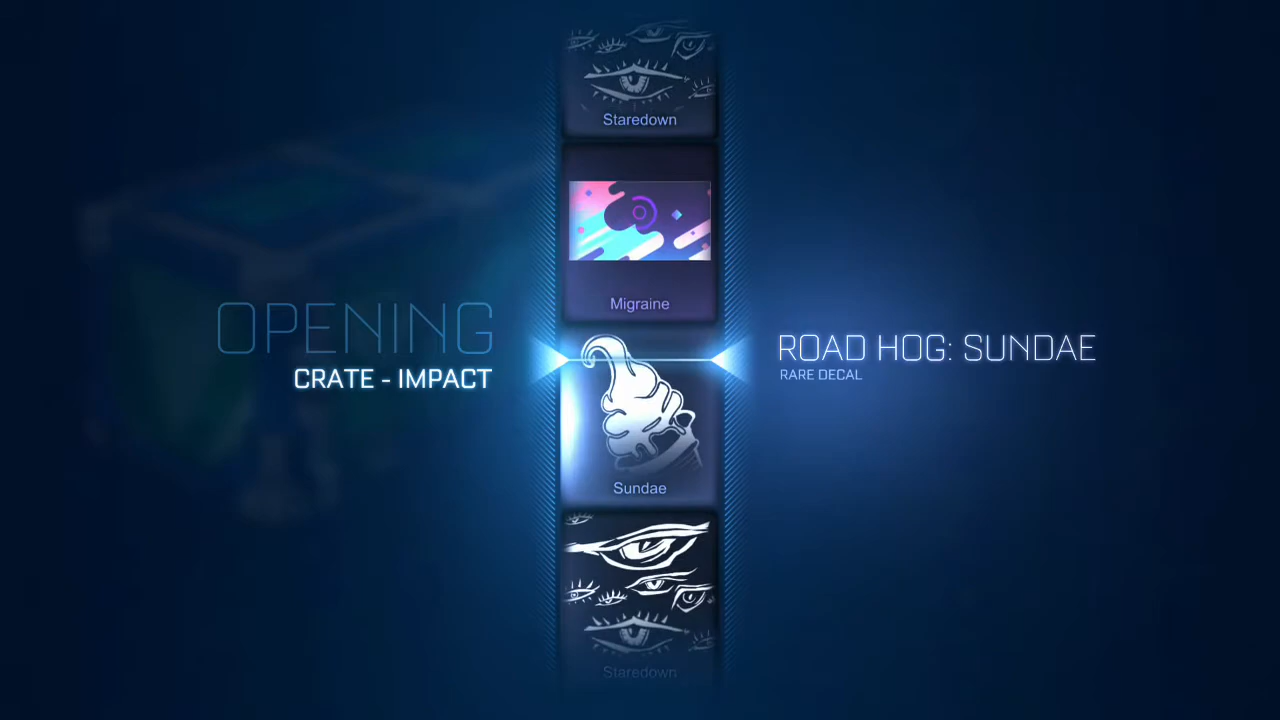 Staredown
Migraine
OPENING
CRATE - IMPACT
ROAD HOG: SUNDAE
RARE DECAL
Sundae
Staredown